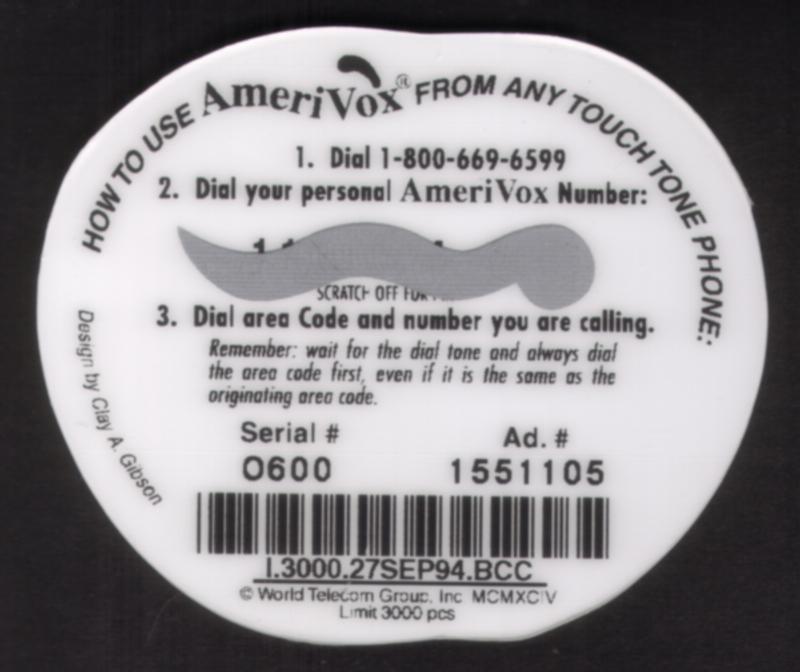 HOW TO USE AmeriVox® FROM ANY TOUCH TONE PHONE:
1. Dial 1-800-669-6599
2. Dial your personal AmeriVox Number:
SCRATCH OFF FOR
3. Dial area Code and number you are calling.
Remember: wait for the dial tone and always dial
the area code first, even if it is the same as the
originating area code.
Design by Clay A. Gibson
Serial # Ad. #
0600 1551105
I.3000.27SEP94.BCC
© World Telecom Group, Inc MCMXCIV
Limit 3000 pcs